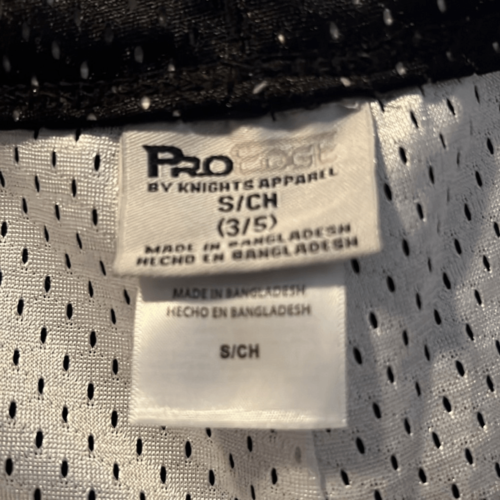 PRO EDGE
BY KNIGHTS APPAREL
S/CH
(3/5)
MADE IN BANGLADESH
HECHO EN BANGLADESH
MADE IN BANGLADESH
HECHO EN BANGLADESH
S/CH